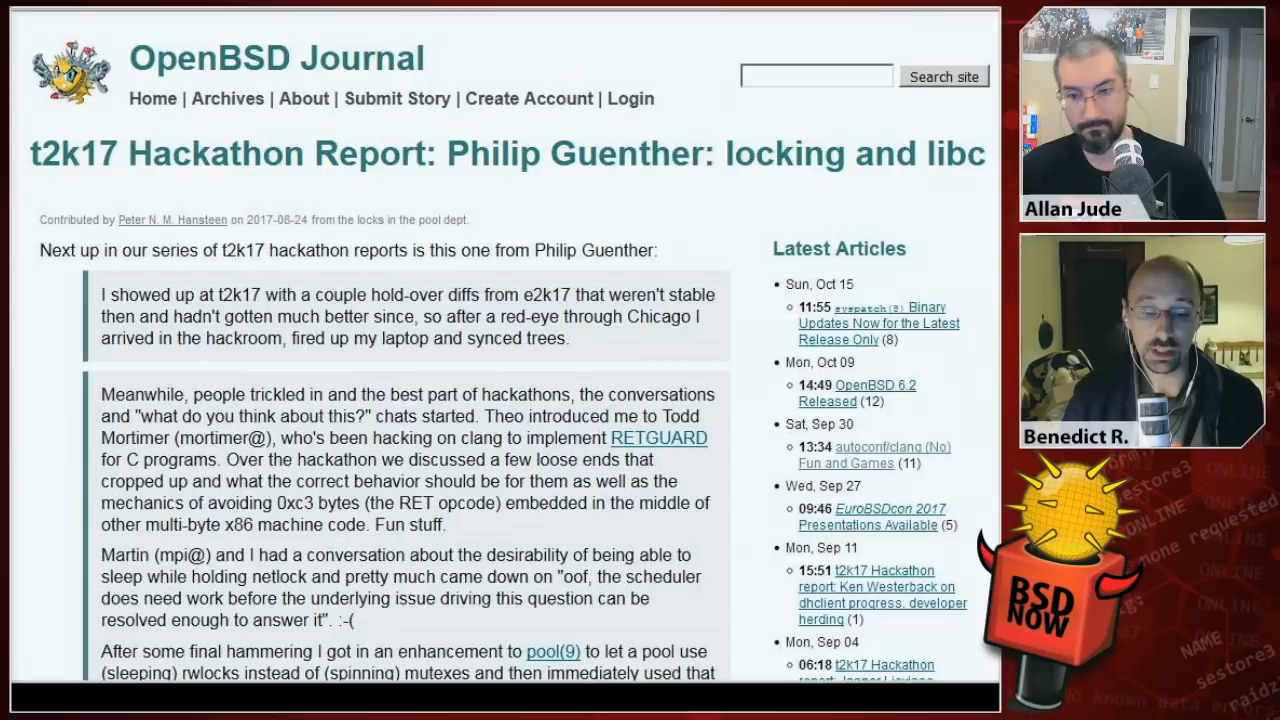 OpenBSD Journal
Search site
Home | Archives | About | Submit Story | Create Account | Login
t2k17 Hackathon Report: Philip Guenther: locking and libc
Contributed by Peter N. M. Hansteen on 2017-08-24 from the locks in the pool dept.
Next up in our series of t2k17 hackathon reports is this one from Philip Guenther:
I showed up at t2k17 with a couple hold-over diffs from e2k17 that weren't stable
then and hadn't gotten much better since, so after a red-eye through Chicago I
arrived in the hackroom, fired up my laptop and synced trees.
Meanwhile, people trickled in and the best part of hackathons, the conversations
and "what do you think about this?" chats started. Theo introduced me to Todd
Mortimer (mortimer@), who's been hacking on clang to implement RETGUARD
for C programs. Over the hackathon we discussed a few loose ends that
cropped up and what the correct behavior should be for them as well as the
mechanics of avoiding 0xc3 bytes (the RET opcode) embedded in the middle of
other multi-byte x86 machine code. Fun stuff.
Martin (mpi@) and I had a conversation about the desirability of being able to
sleep while holding netlock and pretty much came down on "oof, the scheduler
does need work before the underlying issue driving this question can be
resolved enough to answer it". :-(
After some final hammering I got in an enhancement to pool(9) to let a pool use
(sleeping) rwlocks instead of (spinning) mutexes and then immediately used that
Latest Articles
Sun, Oct 15
11:55 syspatch(8) Binary
Updates Now for the Latest
Release Only (8)
Mon, Oct 09
14:49 OpenBSD 6.2
Released (12)
Sat, Sep 30
13:34 autoconf/clang (No)
Fun and Games (11)
Wed, Sep 27
09:46 EuroBSDcon 2017
Presentations Available (5)
Mon, Sep 11
15:51 t2k17 Hackathon
report: Ken Westerback on
dhclient progress, developer
herding (1)
Mon, Sep 04
06:18 t2k17 Hackathon
Allan Jude
Benedict R.
BSD
NOW
ONLINE
estore3
ONLINE
none requested
ONLINE
ONLINE
NAME
sestore3
raidz